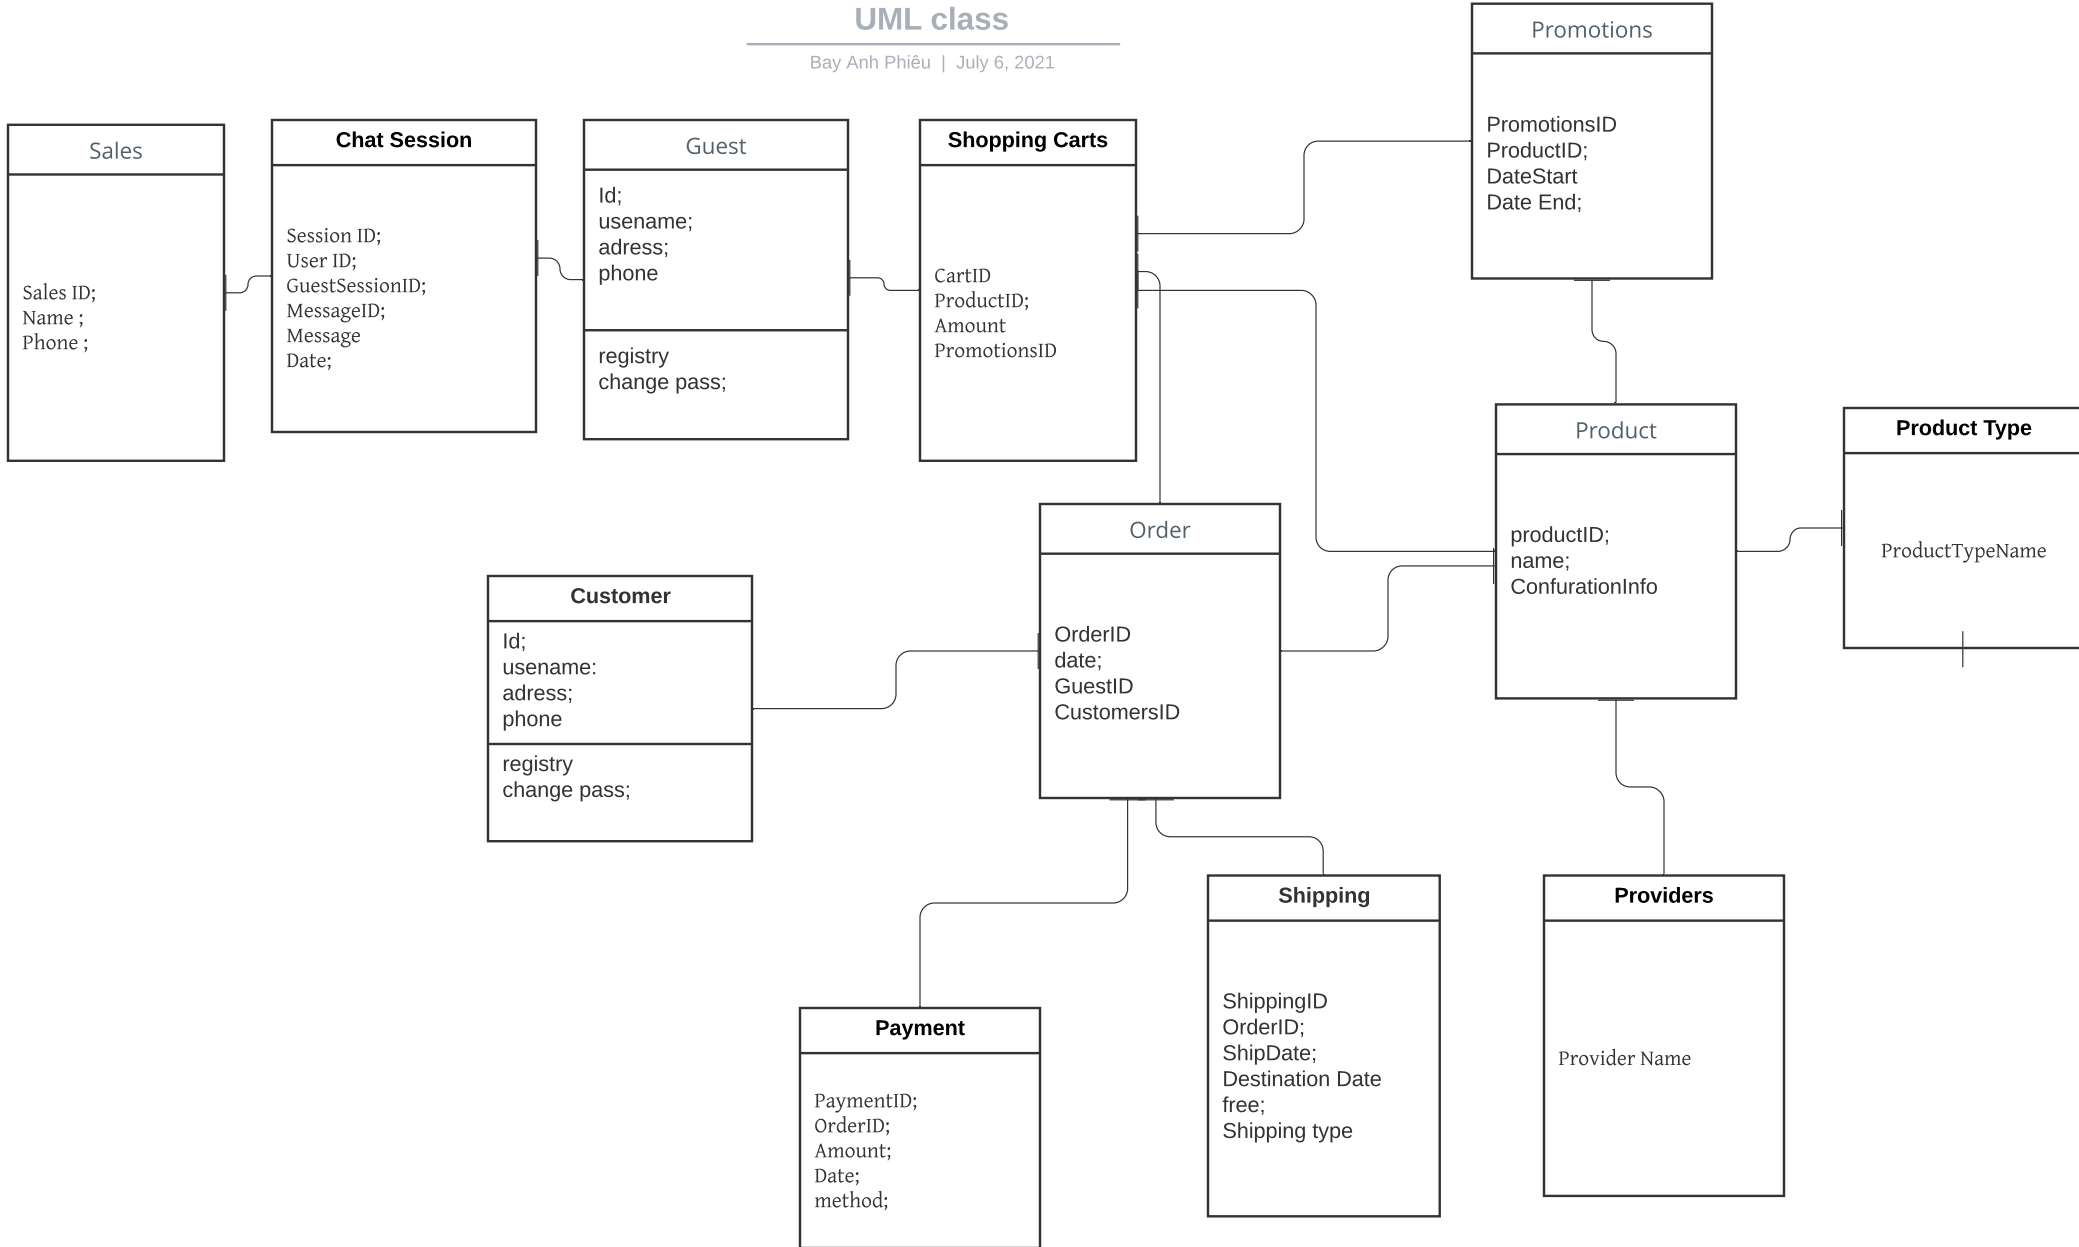 UML class
Bay Anh Phiêu | July 6, 2021
Promotions
PromotionsID
ProductID;
DateStart
Date End;
Sales
Sales ID;
Name ;
Phone ;
Chat Session
Session ID;
User ID;
GuestSessionID;
MessageID;
Message
Date;
Guest
Id;
usename;
adress;
phone
registry
change pass;
Shopping Carts
CartID
ProductID;
Amount
PromotionsID
Product
productID;
name;
ConfurationInfo
Product Type
ProductTypeName
Order
OrderID
date;
GuestID
CustomersID
Customer
Id;
usename:
adress;
phone
registry
change pass;
Shipping
ShippingID
OrderID;
ShipDate;
Destination Date
free;
Shipping type
Providers
Provider Name
Payment
PaymentID;
OrderID;
Amount;
Date;
method;